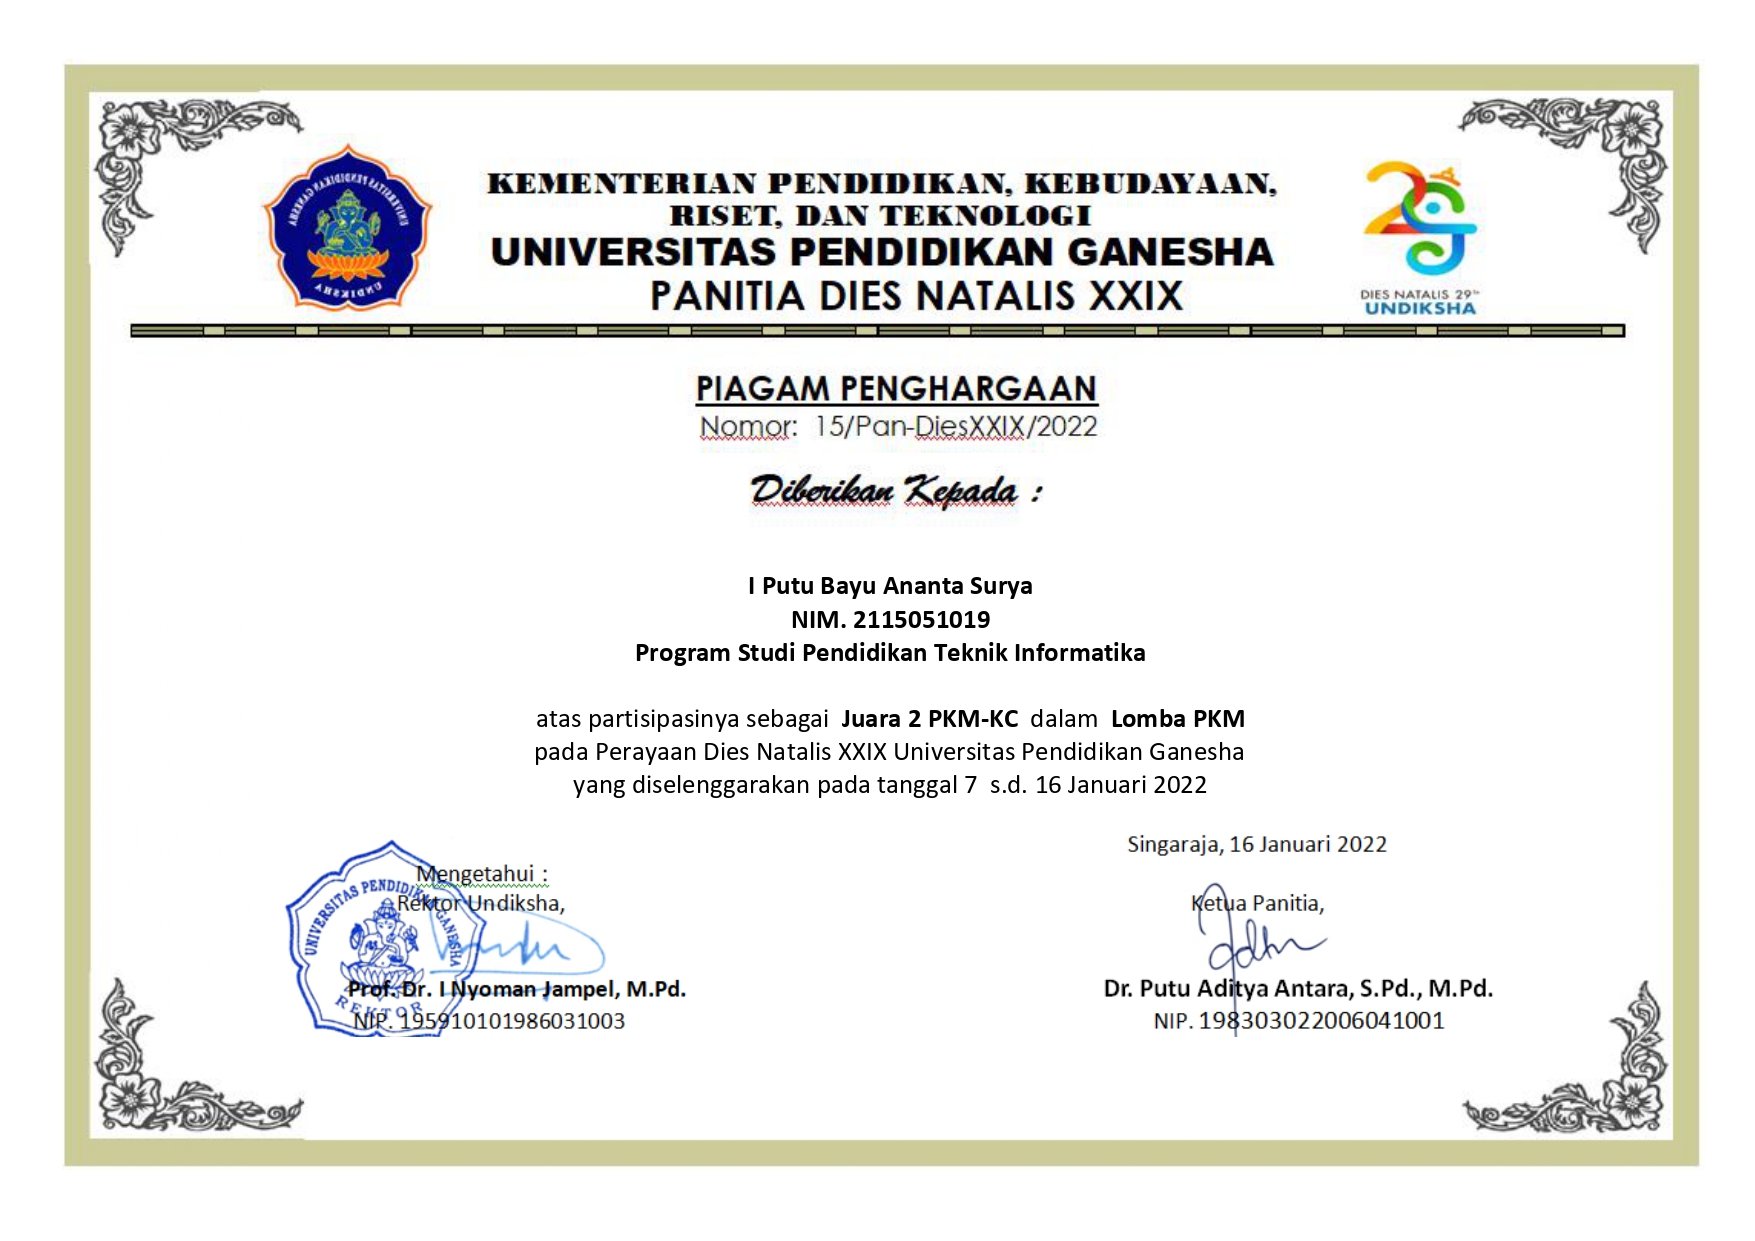 KEMENTERIAN PENDIDIKAN, KEBUDAYAAN,
RISET, DAN TEKNOLOGI
UNIVERSITAS PENDIDIKAN GANESHA
PANITIA DIES NATALIS XXIX
UNIVERSITAS PENDIDIKAN GANESHA
UNDIKSHA
DIES NATALIS 29TH
UNDIKSHA
PIAGAM PENGHARGAAN
Nomor: 15/Pan-DiesXXIX/2022
Diberikan Kepada :
I Putu Bayu Ananta Surya
NIM. 2115051019
Program Studi Pendidikan Teknik Informatika
atas partisipasinya sebagai Juara 2 PKM-KC dalam Lomba PKM
pada Perayaan Dies Natalis XXIX Universitas Pendidikan Ganesha
yang diselenggarakan pada tanggal 7 s.d. 16 Januari 2022
Mengetahui :
Rektor Undiksha,
UNIVERSITAS PENDIDIKAN GANESHA
REKTOR
Prof. Dr. I Nyoman Jampel, M.Pd.
NIP. 195910101986031003
Singaraja, 16 Januari 2022
Ketua Panitia,
Dr. Putu Aditya Antara, S.Pd., M.Pd.
NIP. 198303022006041001